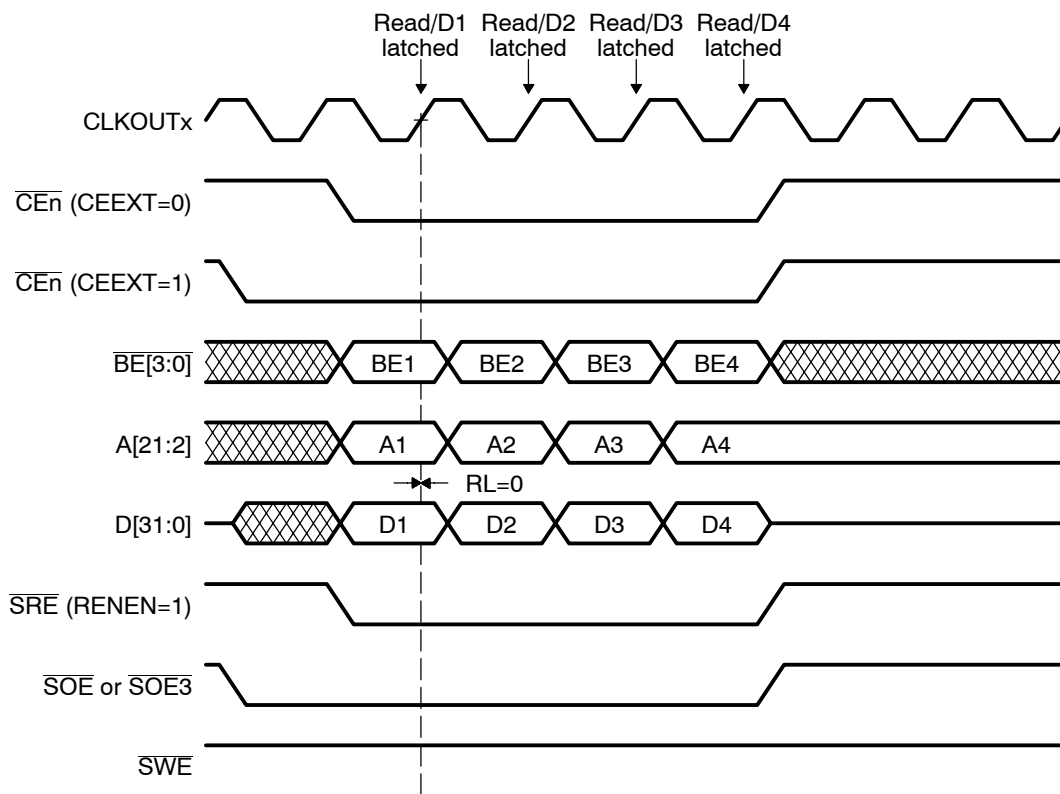 Read/D1 Read/D2 Read/D3 Read/D4
latched latched latched latched
CLKOUTx
CEn (CEEXT=0)
CEn (CEEXT=1)
BE[3:0] BE1 BE2 BE3 BE4
A[21:2] A1 A2 A3 A4
RL=0
D[31:0] D1 D2 D3 D4
SRE (RENEN=1)
SOE or SOE3
SWE